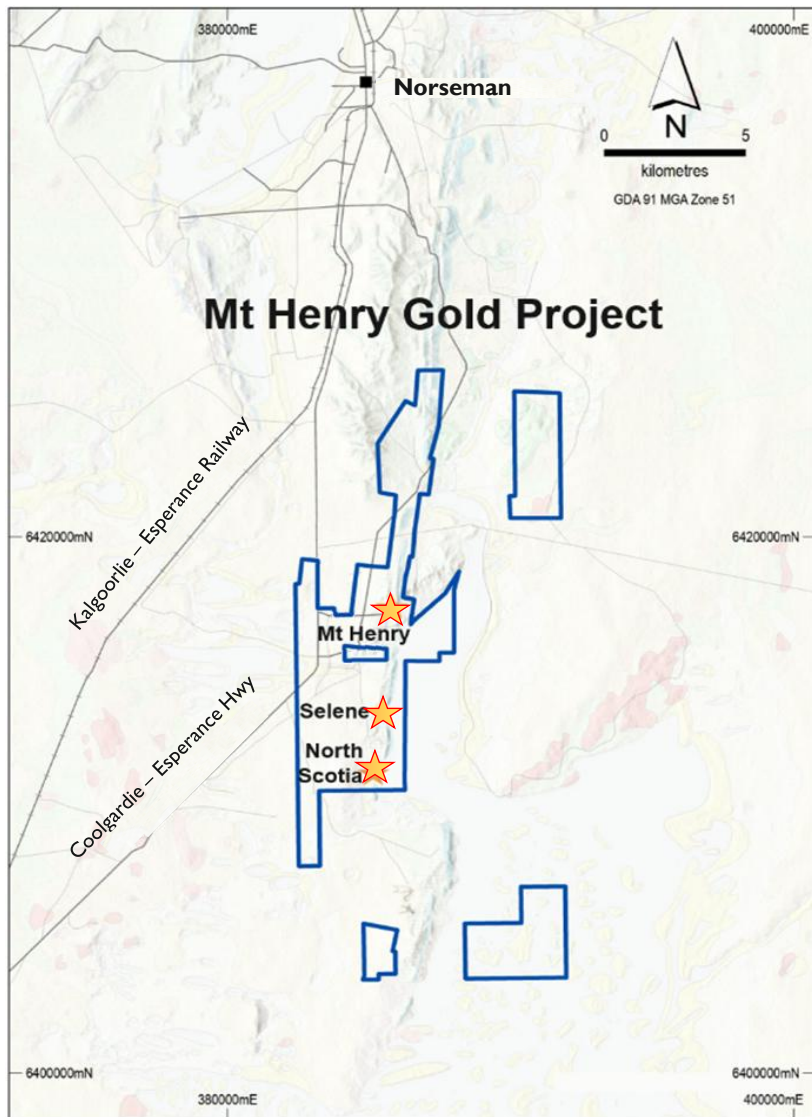 380000mE
400000mE
Norseman
N
0
5
kilometres
GDA 91 MGA Zone 51
Mt Henry Gold Project
Kalgoorlie – Esperance Railway
6420000mN
6420000mN
Mt Henry
Coolgardie – Esperance Hwy
Selene
North
Scotia
6400000mN
6400000mN
380000mE
400000mE